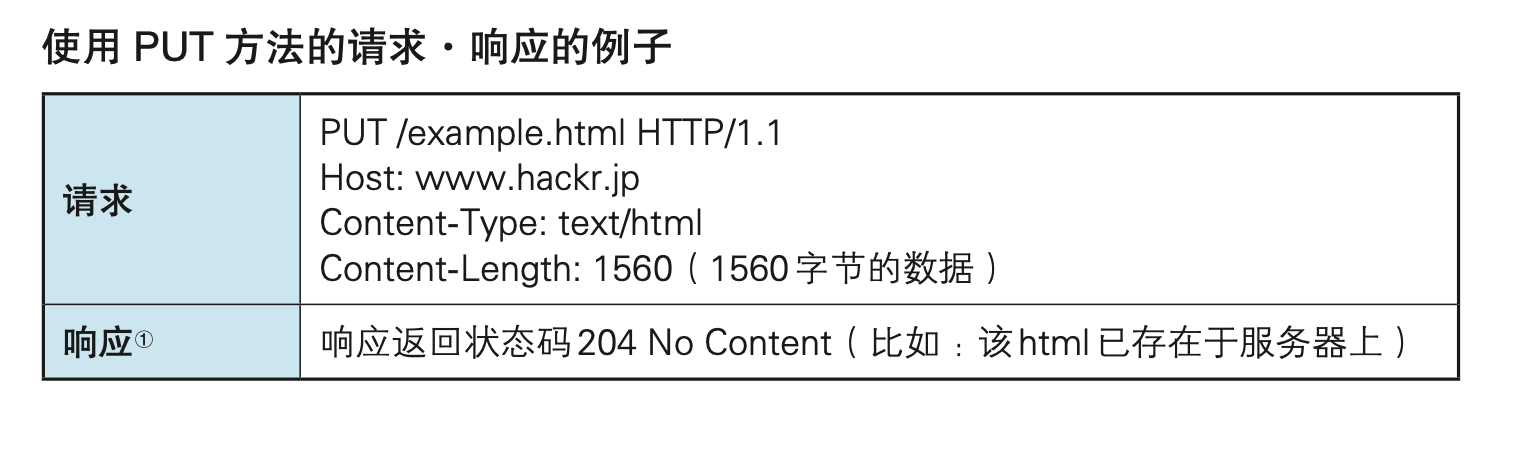 使用 PUT 方法的请求・响应的例子
请求
PUT /example.html HTTP/1.1
Host: www.hackr.jp
Content-Type: text/html
Content-Length: 1560（1560 字节的数据）
响应①
响应返回状态码 204 No Content（比如：该 html 已存在于服务器上）